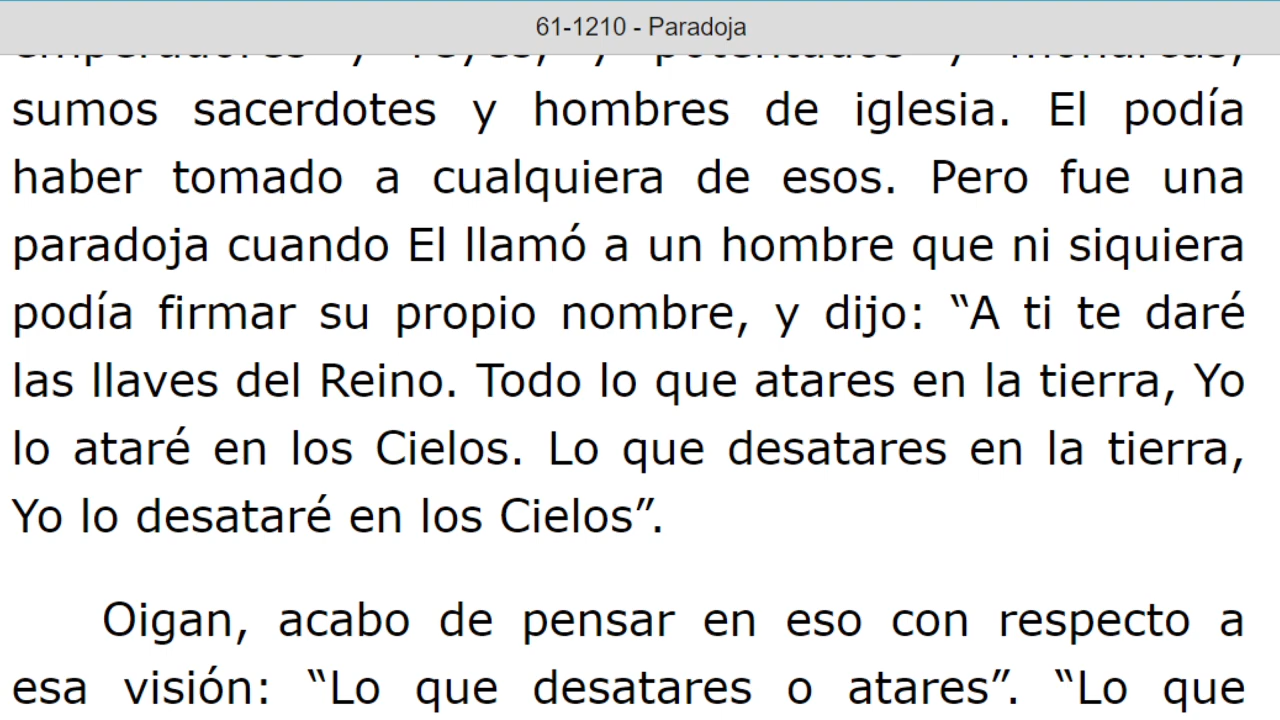 61-1210 - Paradoja
emperadores y reyes, y potentados y monarcas,
sumos sacerdotes y hombres de iglesia. El podía
haber tomado a cualquiera de esos. Pero fue una
paradoja cuando El llamó a un hombre que ni siquiera
podía firmar su propio nombre, y dijo: “A ti te daré
las llaves del Reino. Todo lo que atares en la tierra, Yo
lo ataré en los Cielos. Lo que desatares en la tierra,
Yo lo desataré en los Cielos”.
Oigan, acabo de pensar en eso con respecto a
esa visión: “Lo que desatares o atares”. “Lo que